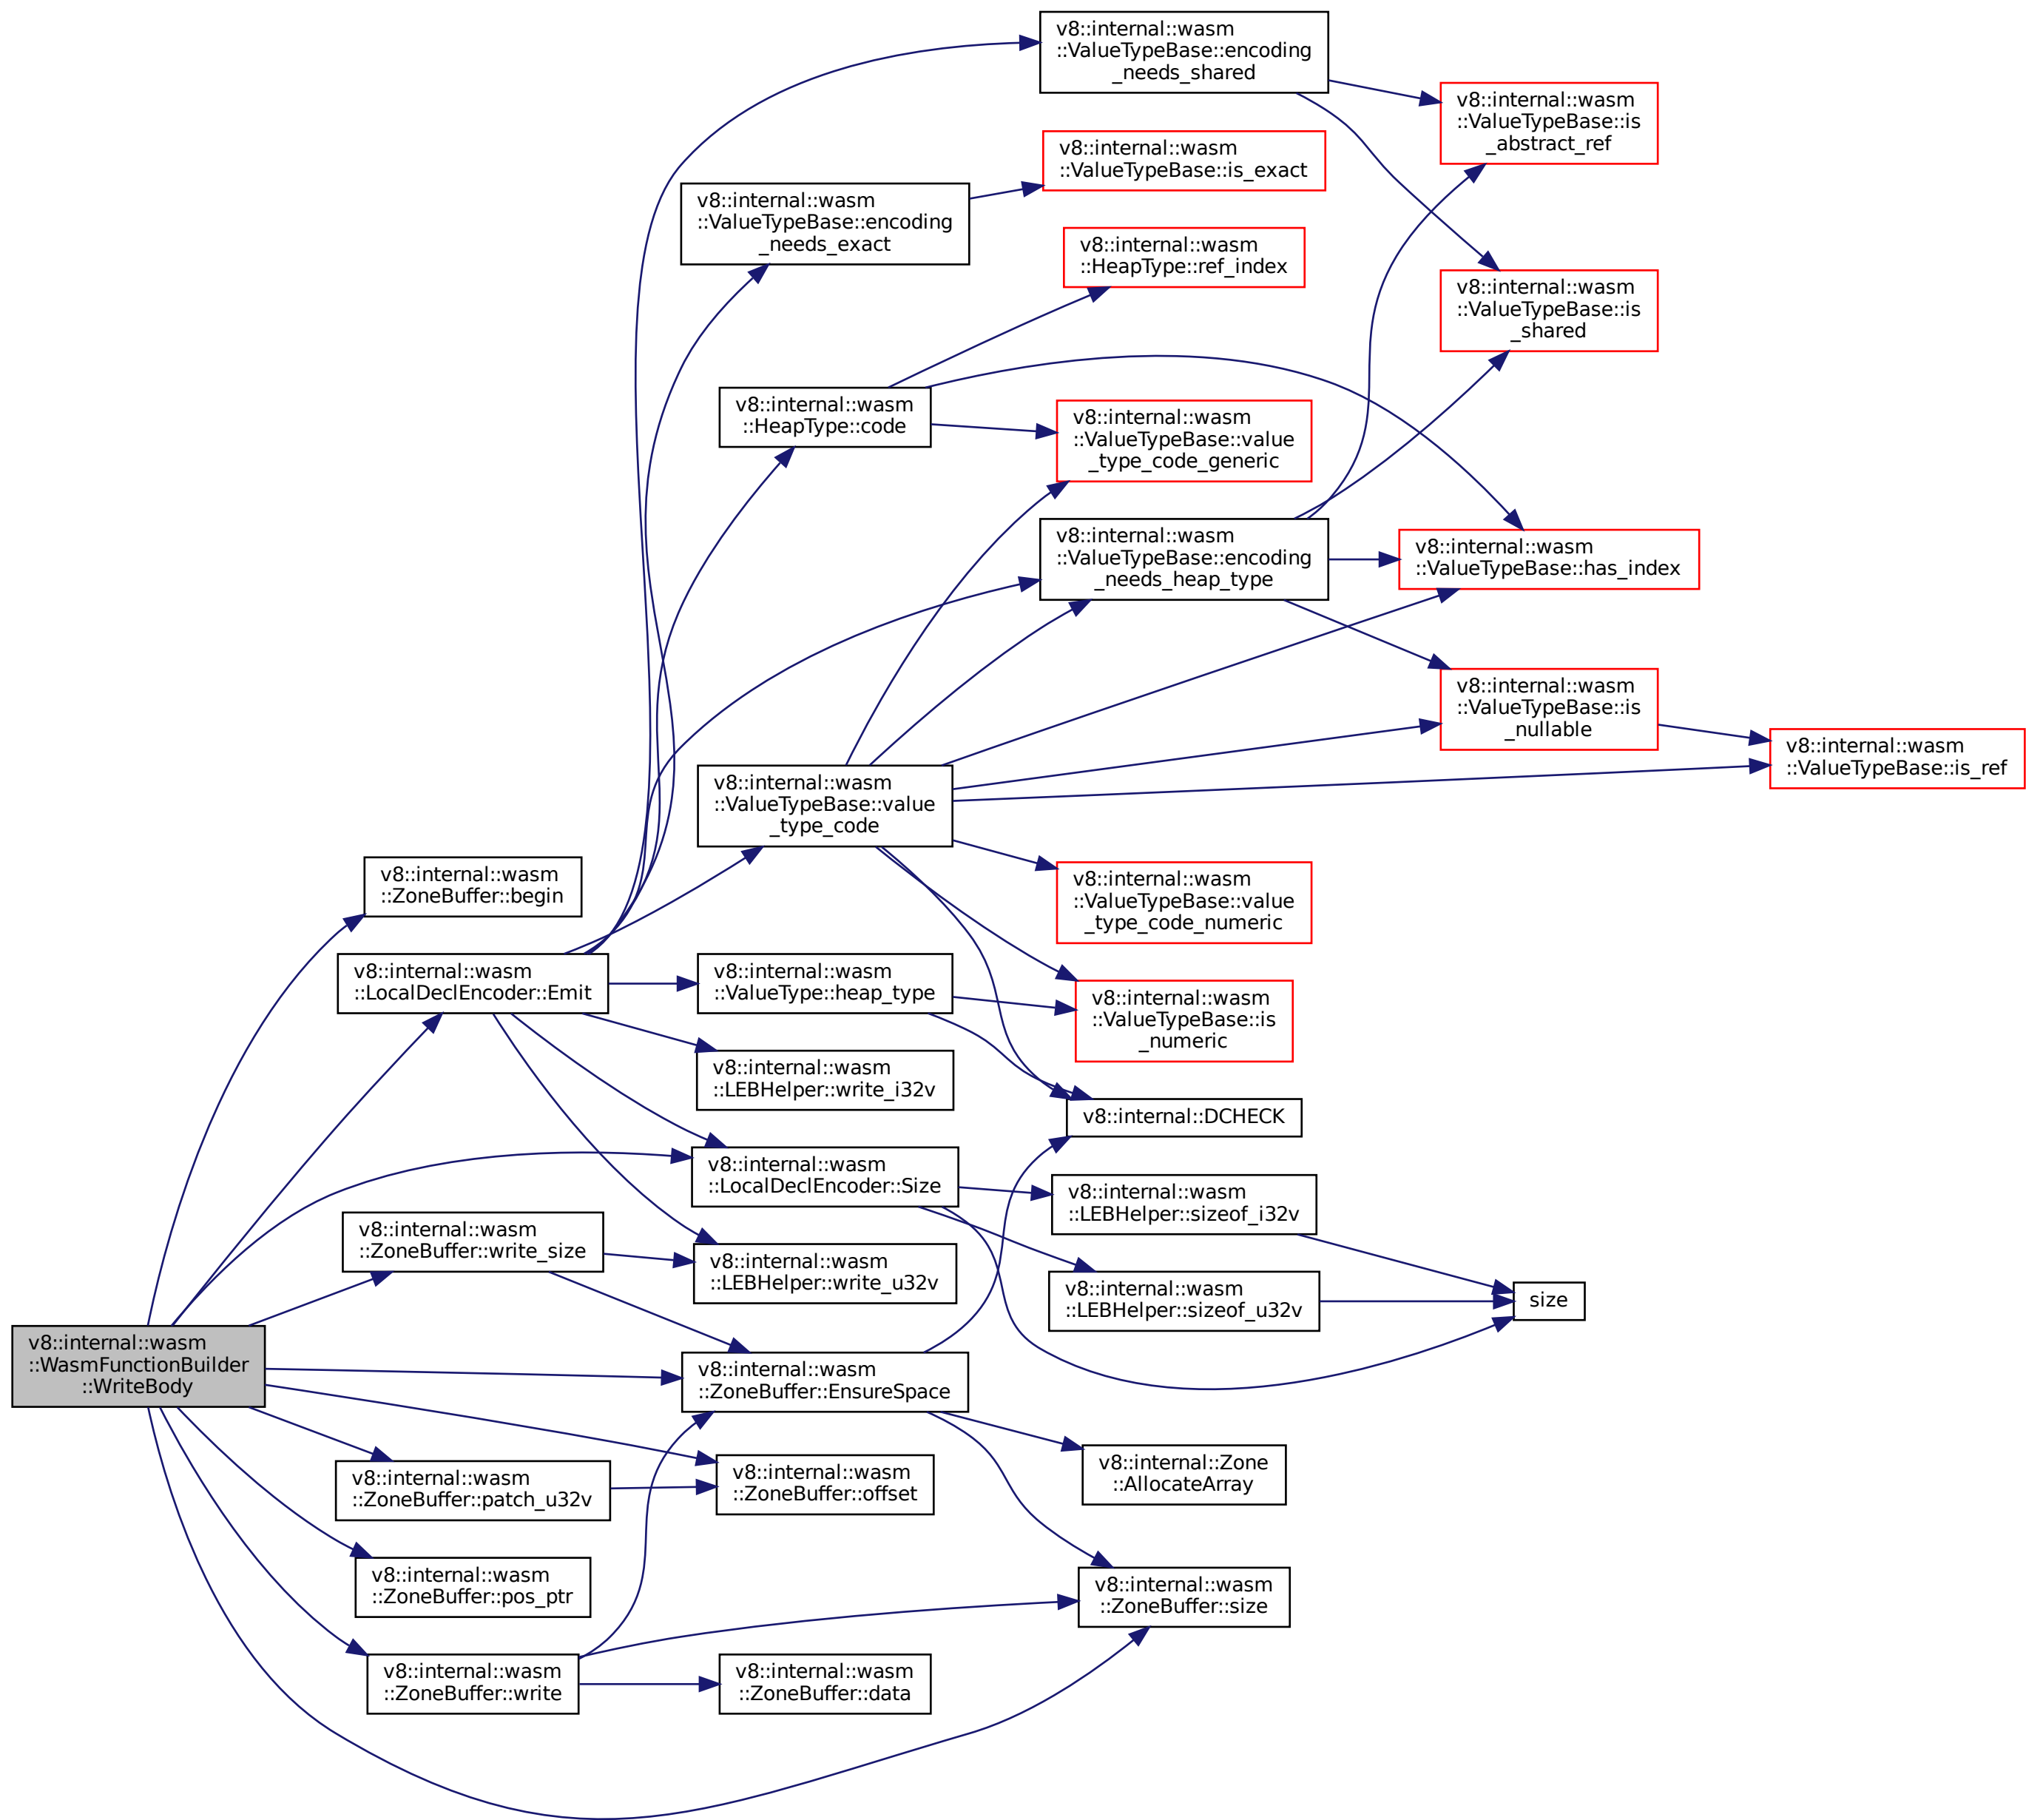 v8::internal::wasm
::ValueTypeBase::encoding
_needs_shared
v8::internal::wasm
::ValueTypeBase::is
_abstract_ref
v8::internal::wasm
::ValueTypeBase::is_exact
v8::internal::wasm
::ValueTypeBase::encoding
_needs_exact
v8::internal::wasm
::HeapType::ref_index
v8::internal::wasm
::ValueTypeBase::is
_shared
v8::internal::wasm
::HeapType::code
v8::internal::wasm
::ValueTypeBase::value
_type_code_generic
v8::internal::wasm
::ValueTypeBase::encoding
_needs_heap_type
v8::internal::wasm
::ValueTypeBase::has_index
v8::internal::wasm
::ValueTypeBase::is
_nullable
v8::internal::wasm
::ValueTypeBase::is_ref
v8::internal::wasm
::ValueTypeBase::value
_type_code
v8::internal::wasm
::ZoneBuffer::begin
v8::internal::wasm
::ValueTypeBase::value
_type_code_numeric
v8::internal::wasm
::LocalDeclEncoder::Emit
v8::internal::wasm
::ValueType::heap_type
v8::internal::wasm
::ValueTypeBase::is
_numeric
v8::internal::wasm
::LEBHelper::write_i32v
v8::internal::DCHECK
v8::internal::wasm
::LocalDeclEncoder::Size
v8::internal::wasm
::LEBHelper::sizeof_i32v
v8::internal::wasm
::ZoneBuffer::write_size
v8::internal::wasm
::LEBHelper::write_u32v
v8::internal::wasm
::LEBHelper::sizeof_u32v
size
v8::internal::wasm
::WasmFunctionBuilder
::WriteBody
v8::internal::wasm
::ZoneBuffer::EnsureSpace
v8::internal::wasm
::ZoneBuffer::patch_u32v
v8::internal::wasm
::ZoneBuffer::offset
v8::internal::Zone
::AllocateArray
v8::internal::wasm
::ZoneBuffer::pos_ptr
v8::internal::wasm
::ZoneBuffer::size
v8::internal::wasm
::ZoneBuffer::write
v8::internal::wasm
::ZoneBuffer::data